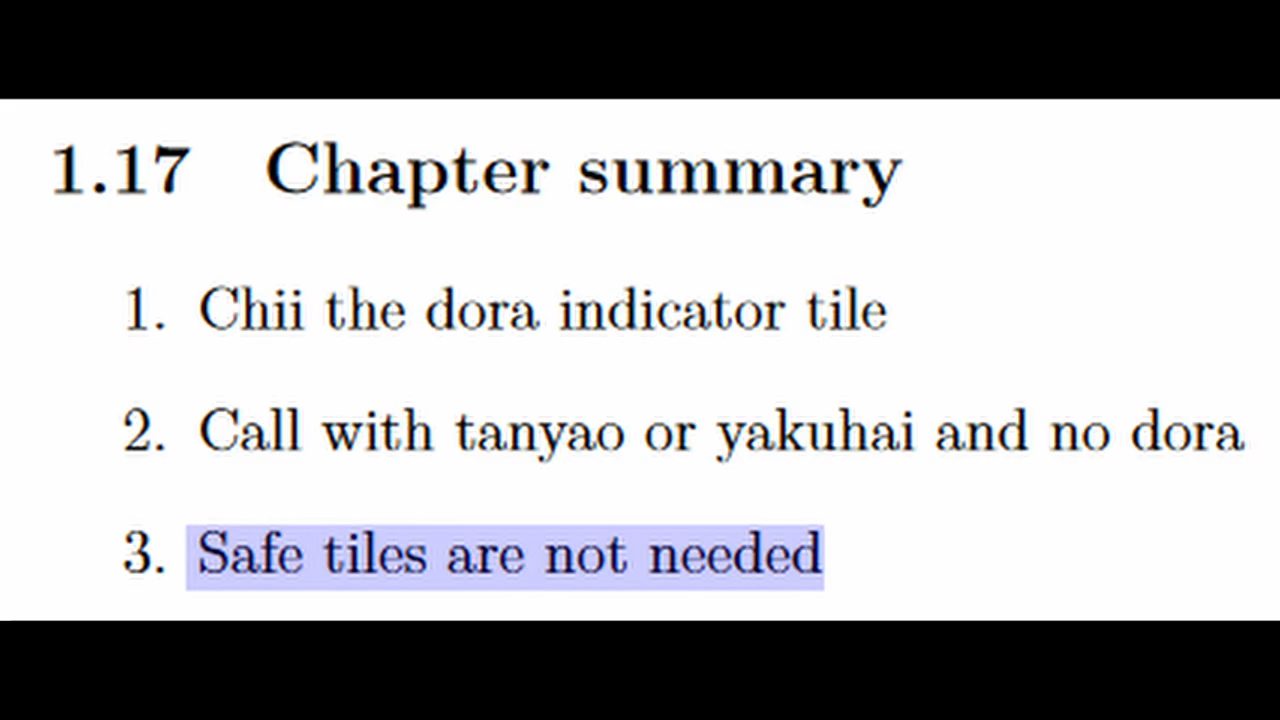 1.17 Chapter summary
1. Chii the dora indicator tile
2. Call with tanyao or yakuhai and no dora
3. Safe tiles are not needed